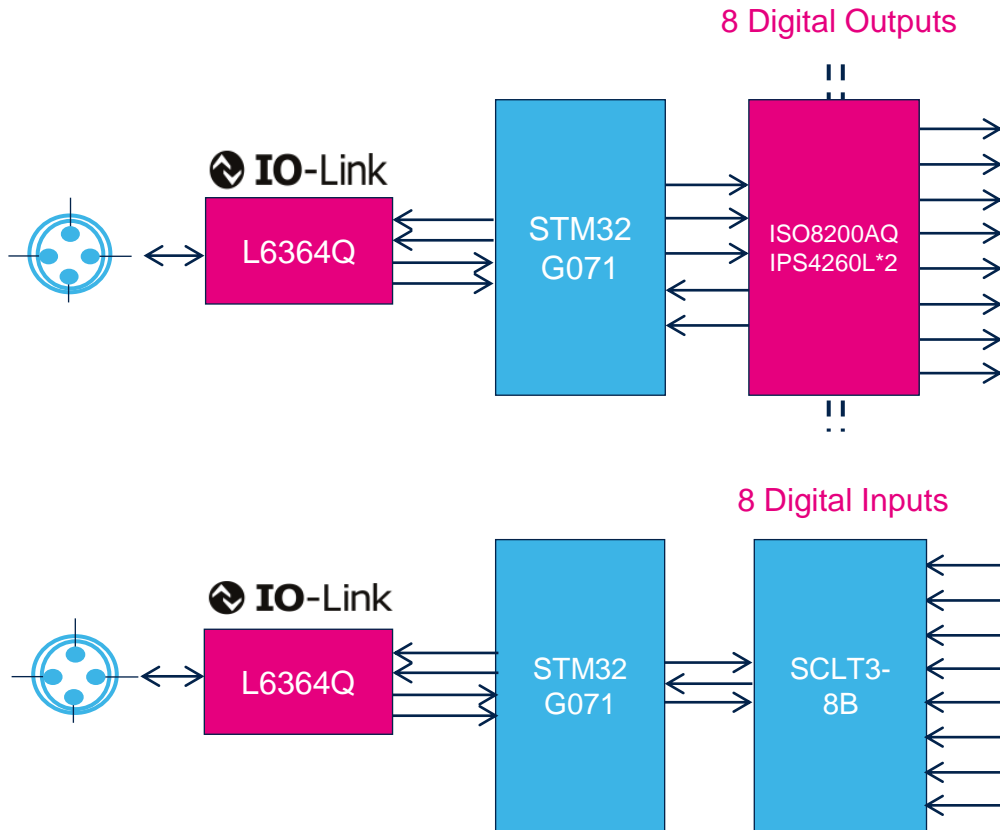 8 Digital Outputs
IO-Link
L6364Q
STM32
G071
ISO8200AQ
IPS4260L*2
8 Digital Inputs
IO-Link
L6364Q
STM32
G071
SCLT3-
8B